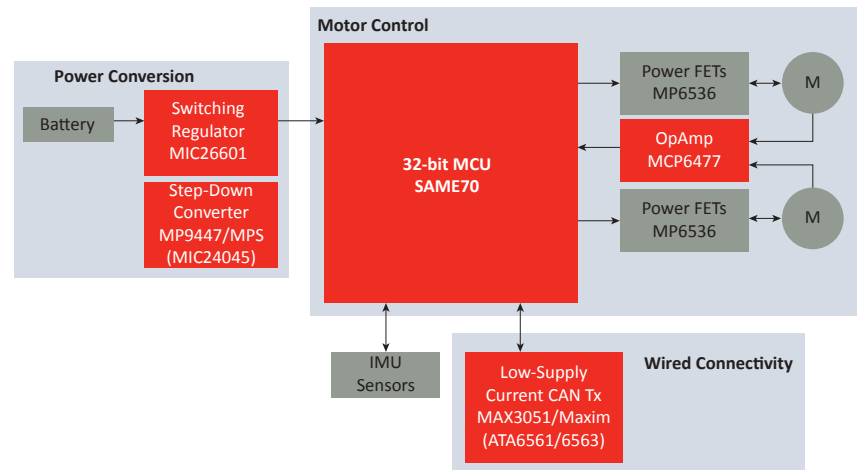 Motor Control
Power Conversion
Battery
Switching
Regulator
MIC26601
Step-Down
Converter
MP9447/MPS
(MIC24045)
32-bit MCU
SAME70
Power FETs
MP6536
M
OpAmp
MCP6477
Power FETs
MP6536
M
IMU
Sensors
Low-Supply
Current CAN Tx
MAX3051/Maxim
(ATA6561/6563)
Wired Connectivity